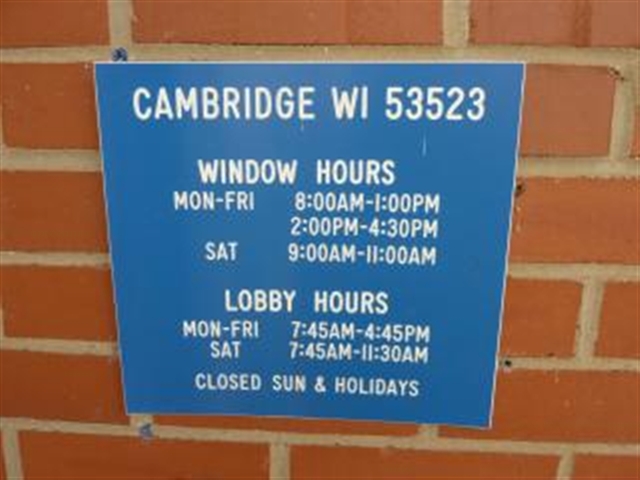 CAMBRIDGE WI 53523
WINDOW HOURS
MON-FRI 8:00AM-1:00PM
2:00PM-4:30PM
SAT 9:00AM-11:00AM
LOBBY HOURS
MON-FRI 7:45AM-4:45PM
SAT 7:45AM-11:30AM
CLOSED SUN & HOLIDAYS